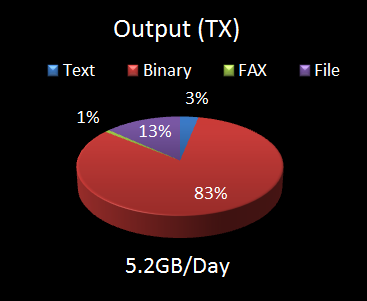 Output (TX)
Text Binary FAX File
3%
1%
13%
83%
5.2GB/Day